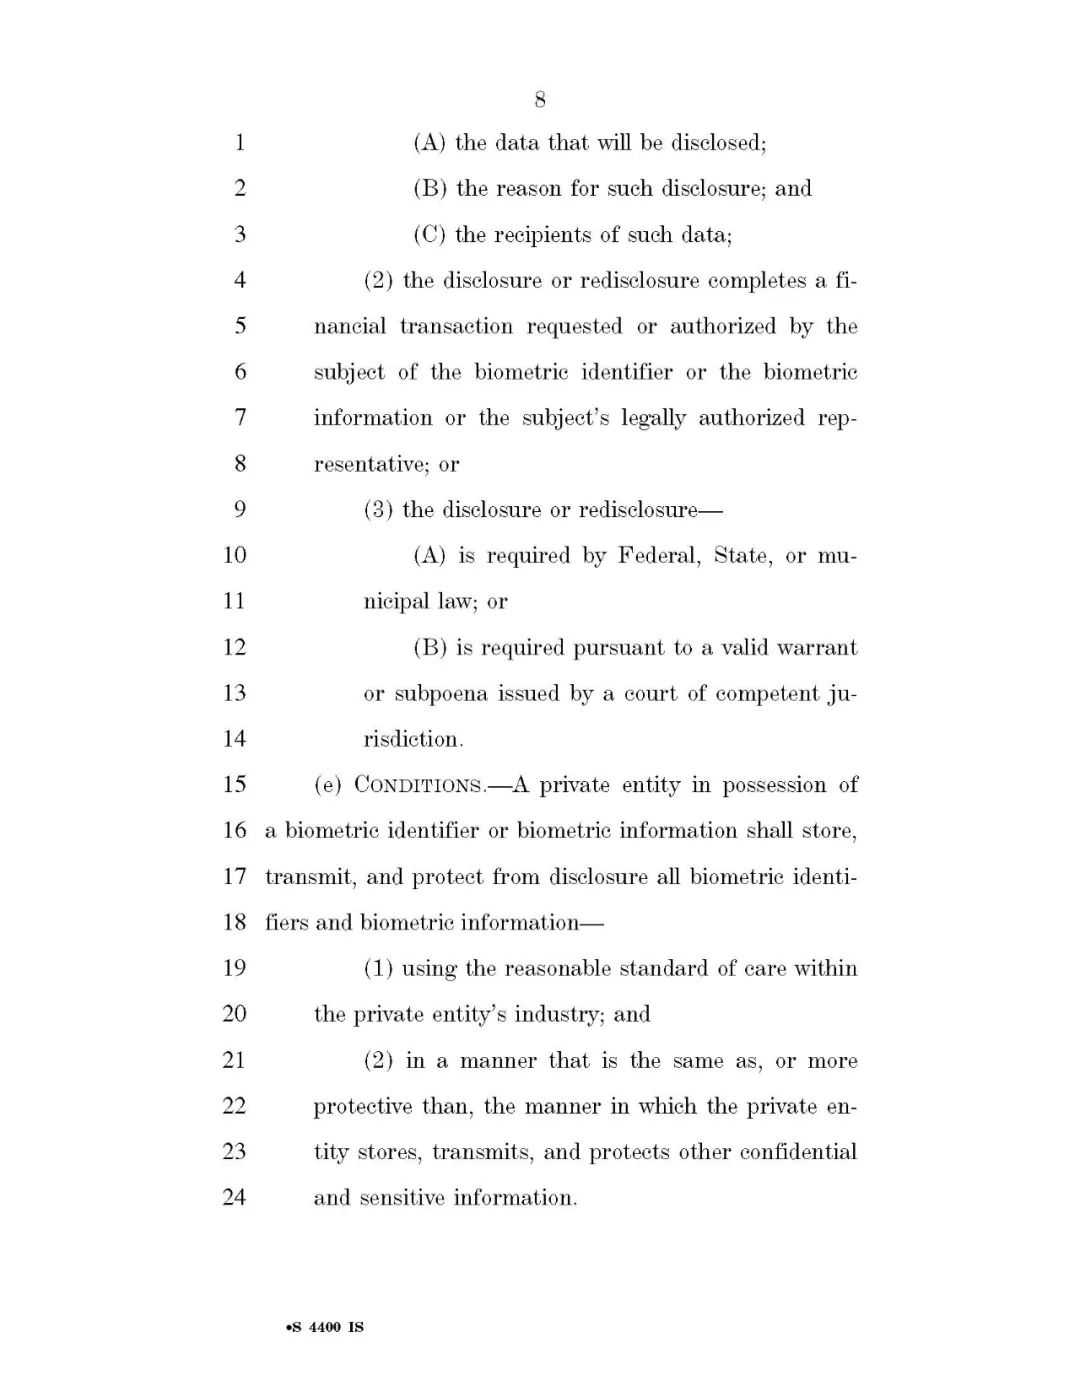 8
1 (A) the data that will be disclosed;
2 (B) the reason for such disclosure; and
3 (C) the recipients of such data;
4 (2) the disclosure or redisclosure completes a fi-
5 nancial transaction requested or authorized by the
6 subject of the biometric identifier or the biometric
7 information or the subject's legally authorized rep-
8 resentative; or
9 (3) the disclosure or redisclosure—
10 (A) is required by Federal, State, or mu-
11 nicipal law; or
12 (B) is required pursuant to a valid warrant
13 or subpoena issued by a court of competent ju-
14 risdiction.
15 (e) CONDITIONS.—A private entity in possession of
16 a biometric identifier or biometric information shall store,
17 transmit, and protect from disclosure all biometric identi-
18 fiers and biometric information—
19 (1) using the reasonable standard of care within
20 the private entity's industry; and
21 (2) in a manner that is the same as, or more
22 protective than, the manner in which the private en-
23 tity stores, transmits, and protects other confidential
24 and sensitive information.
•S 4400 IS